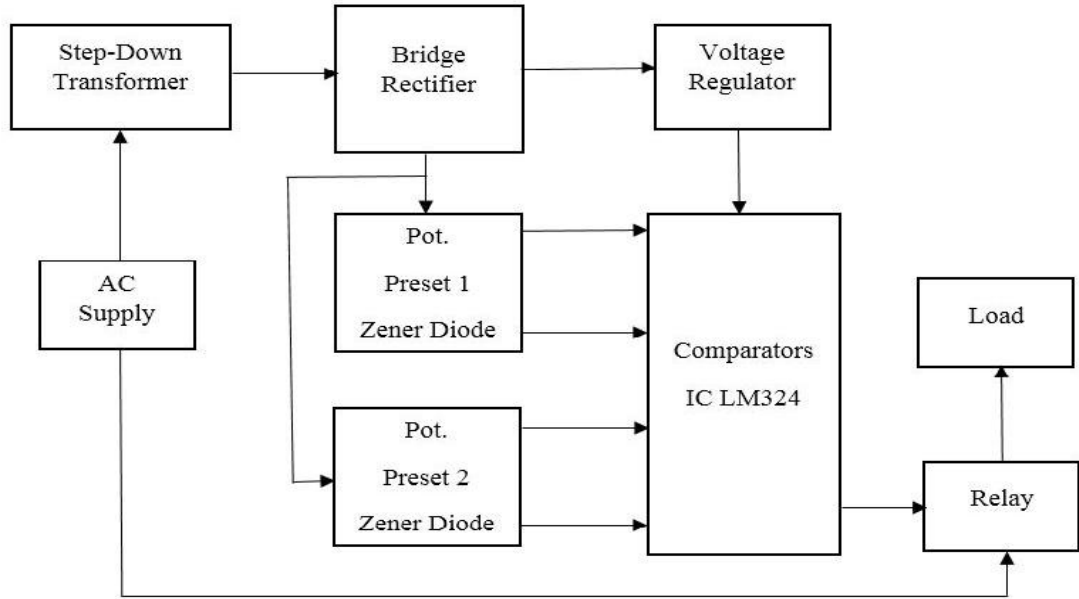 Step-Down
Transformer
Bridge
Rectifier
Voltage
Regulator
AC
Supply
Pot.
Preset 1
Zener Diode
Pot.
Preset 2
Zener Diode
Comparators
IC LM324
Load
Relay